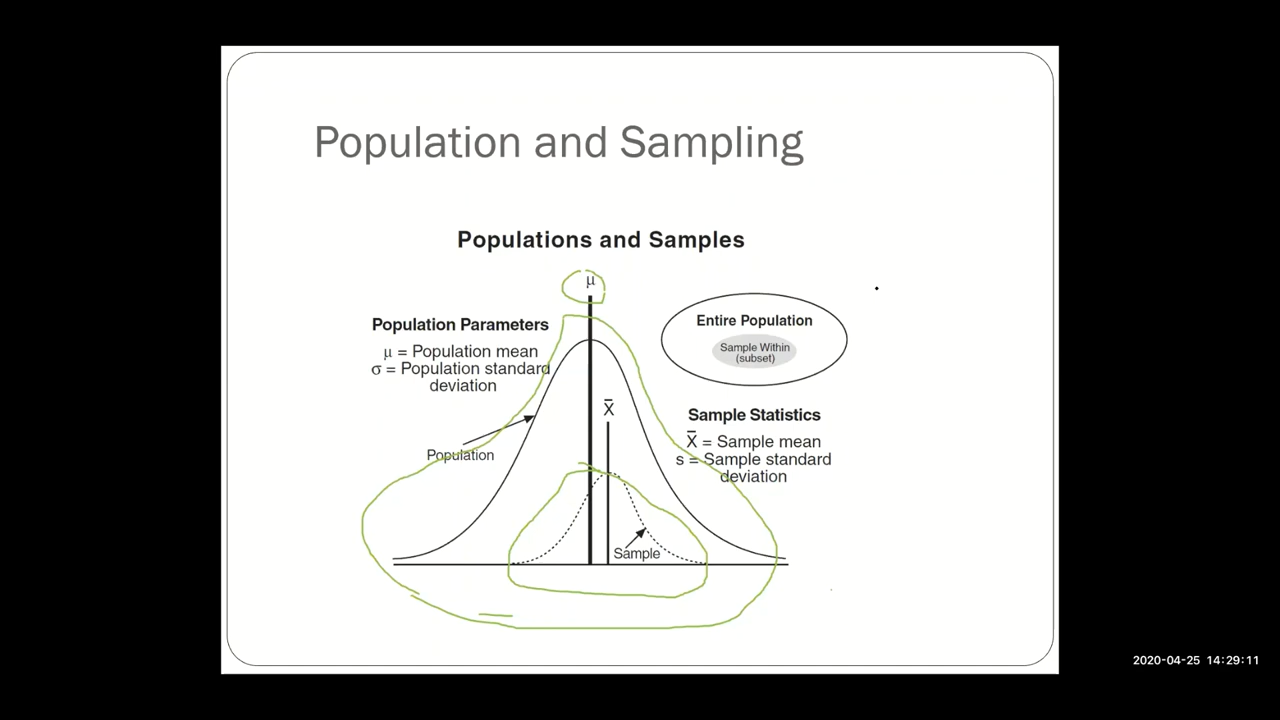 Population and Sampling
Populations and Samples
μ
Population Parameters
μ = Population mean
σ = Population standard
deviation
Population
Entire Population
Sample Within
(subset)
X̄
Sample Statistics
X̄ = Sample mean
s = Sample standard
deviation
Sample
2020-04-25 14:29:11